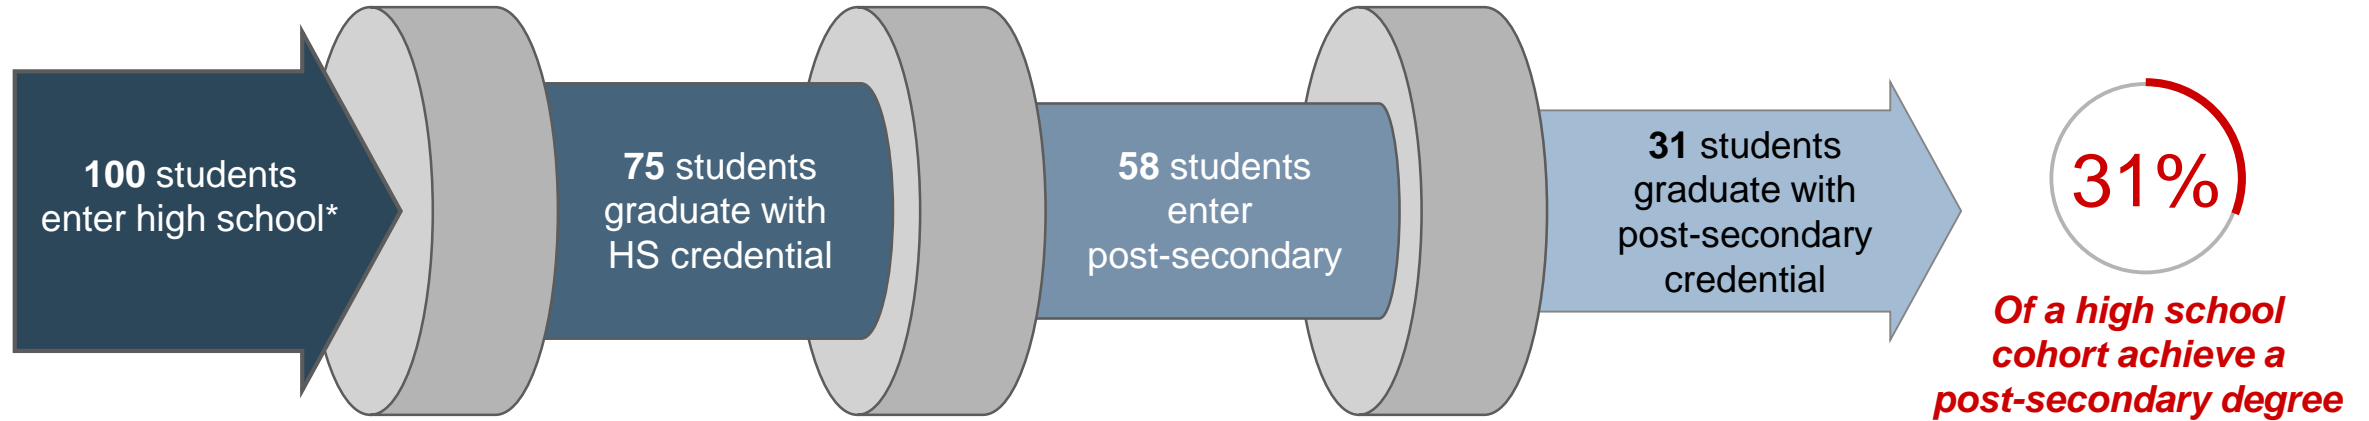 100 students
enter high school*
75 students
graduate with
HS credential
58 students
enter
post-secondary
31 students
graduate with
post-secondary
credential
31%
Of a high school
cohort achieve a
post-secondary degree